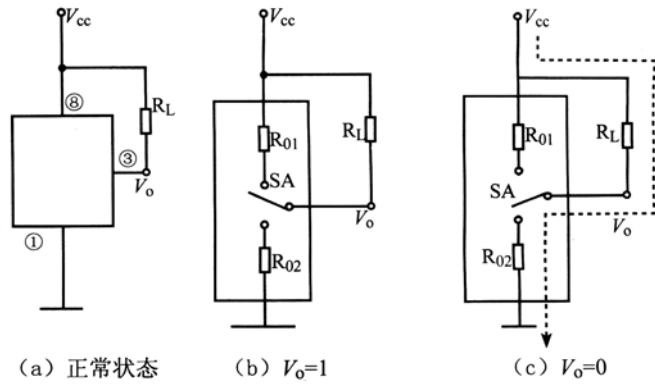 Vcc
⑧
RL
③
Vo
①
(a) 正常状态
Vcc
R01
RL
SA
Vo
R02
(b) Vo=1
Vcc
R01
RL
SA
Vo
R02
(c) Vo=0